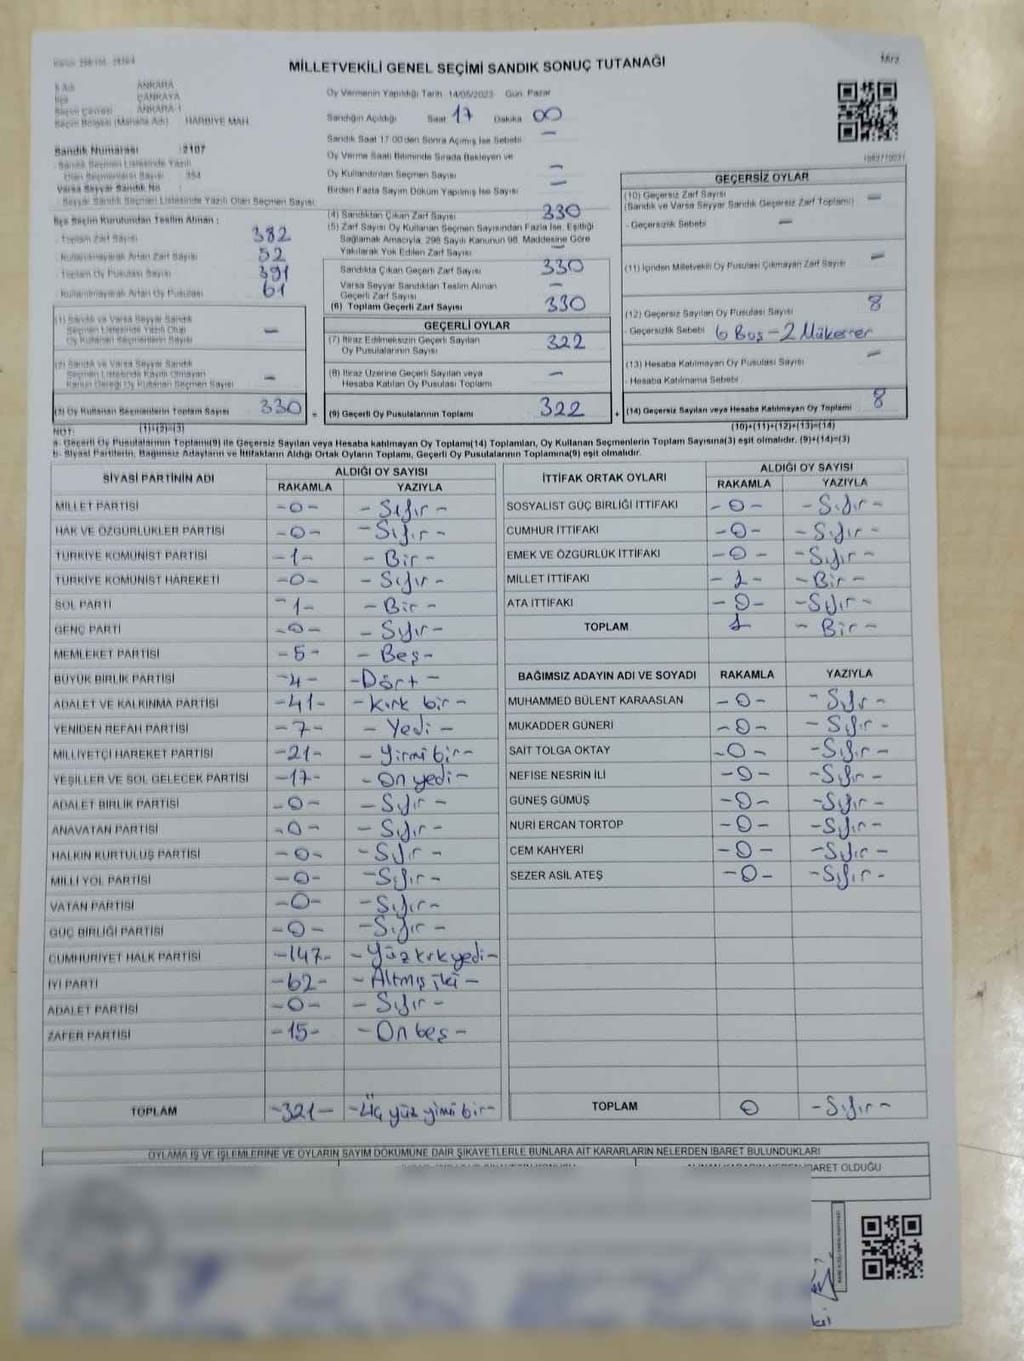 MİLLETVEKİLİ GENEL SEÇİMİ SANDIK SONUÇ TUTANAĞI
ANKARA
ÇANKAYA
ANKARA 1
HARBİYE MAH.
Oy Vermenin Yapıldığı Tarih 14/05/2023 Gün Pazar
Sandığın Açıldığı Saat 17 Dakika 00
Sandık Saat 17:00'den Sonra Açımış İse Sebebi –
Oy Verme Saati Bitiminde Sırada Bekleyen ve
Oy Kullandırılan Seçmen Sayısı –
Birden Fazla Sayım Döküm Yapılmış İse Sayısı –
Sandık Numarası :2107
Sandık Seçmen Listesinde Yazılı
Olan Seçmen Sayısı 354
Varsa Seyyar Sandık No
Seyyar Sandık Seçmen Listesinde Yazılı Olan Seçmen Sayısı
İlçe Seçim Kurulundan Teslim Alınan :
- Toplam Zarf Sayısı 382
- Kullanılmayarak Artan Zarf Sayısı 52
- Toplam Oy Pusulası Sayısı 391
- Kullanılmayarak Artan Oy Pusulası 61
(1) Sandık ve Varsa Seyyar Sandık
Seçmen Listesinde Yazılı Olup
Oy Kullanan Seçmenlerin Sayısı –
(2) Sandık ve Varsa Seyyar Sandık
Seçmen Listesinde Kayıtlı Olmayan
Kanun Gereği Oy Kullanan Seçmen Sayısı –
(3) Oy Kullanan Seçmenlerin Toplam Sayısı 330
(1)+(2)=(3)
(4) Sandıktan Çıkan Zarf Sayısı 330
(5) Zarf Sayısı Oy Kullanan Seçmen Sayısından Fazla İse, Eşitliği
Sağlamak Amacıyla, 298 Sayılı Kanunun 98. Maddesine Göre
Yakılarak Yok Edilen Zarf Sayısı –
Sandıkta Çıkan Geçerli Zarf Sayısı 330
Varsa Seyyar Sandıktan Teslim Alınan
Geçerli Zarf Sayısı –
(6) Toplam Geçerli Zarf Sayısı 330
GEÇERLİ OYLAR
(7) İtiraz Edilmeksizin Geçerli Sayılan
Oy Pusulalarının Sayısı 322
(8) İtiraz Üzerine Geçerli Sayılan veya
Hesaba Katılan Oy Pusulası Toplamı –
= (9) Geçerli Oy Pusulalarının Toplamı 322
GEÇERSİZ OYLAR
(10) Geçersiz Zarf Sayısı –
(Sandık ve Varsa Seyyar Sandık Geçersiz Zarf Toplamı)
- Geçersizlik Sebebi –
(11) İçinden Milletvekili Oy Pusulası Çıkmayan Zarf Sayısı –
(12) Geçersiz Sayılan Oy Pusulası Sayısı 8
- Geçersizlik Sebebi 6 Boş – 2 Mükerrer
(13) Hesaba Katılmayan Oy Pusulası Sayısı –
- Hesaba Katılmama Sebebi
+ (14) Geçersiz Sayılan veya Hesaba Katılmayan Oy Toplamı 8
(10)+(11)+(12)+(13)=(14)
NOT:
a- Geçerli Oy Pusulalarının Toplamı(9) ile Geçersiz Sayılan veya Hesaba katılmayan Oy Toplamı(14) Toplamları, Oy Kullanan Seçmenlerin Toplam Sayısına(3) eşit olmalıdır. (9)+(14)=(3)
b- Siyasi Partilerin, Bağımsız Adayların ve İttifakların Aldığı Ortak Oyların Toplamı, Geçerli Oy Pusulalarının Toplamına(9) eşit olmalıdır.
SİYASİ PARTİNİN ADI ALDIĞI OY SAYISI
RAKAMLA YAZIYLA
MİLLET PARTİSİ -0- -Sıfır-
HAK VE ÖZGÜRLÜKLER PARTİSİ -0- -Sıfır-
TÜRKİYE KOMÜNİST PARTİSİ -1- -Bir-
TÜRKİYE KOMÜNİST HAREKETİ -0- -Sıfır-
SOL PARTİ -1- -Bir-
GENÇ PARTİ -0- -Sıfır-
MEMLEKET PARTİSİ -5- -Beş-
BÜYÜK BİRLİK PARTİSİ -4- -Dört-
ADALET VE KALKINMA PARTİSİ -41- -Kırk bir-
YENİDEN REFAH PARTİSİ -7- -Yedi-
MİLLİYETÇİ HAREKET PARTİSİ -21- -Yirmi bir-
YEŞİLLER VE SOL GELECEK PARTİSİ -17- -On yedi-
ADALET BİRLİK PARTİSİ -0- -Sıfır-
ANAVATAN PARTİSİ -0- -Sıfır-
HALKIN KURTULUŞ PARTİSİ -0- -Sıfır-
MİLLİ YOL PARTİSİ -0- -Sıfır-
VATAN PARTİSİ -0- -Sıfır-
GÜÇ BİRLİĞİ PARTİSİ -0- -Sıfır-
CUMHURİYET HALK PARTİSİ -147- -Yüz kırk yedi-
İYİ PARTİ -62- -Altmış iki-
ADALET PARTİSİ -0- -Sıfır-
ZAFER PARTİSİ -15- -On beş-
TOPLAM -321- -Üç yüz yirmi bir-
İTTİFAK ORTAK OYLARI ALDIĞI OY SAYISI
RAKAMLA YAZIYLA
SOSYALİST GÜÇ BİRLİĞİ İTTİFAKI -0- -Sıfır-
CUMHUR İTTİFAKI -0- -Sıfır-
EMEK VE ÖZGÜRLÜK İTTİFAKI -0- -Sıfır-
MİLLET İTTİFAKI -1- -Bir-
ATA İTTİFAKI -0- -Sıfır-
TOPLAM 1 -Bir-
BAĞIMSIZ ADAYIN ADI VE SOYADI RAKAMLA YAZIYLA
MUHAMMED BÜLENT KARAASLAN -0- -Sıfır-
MUKADDER GÜNERİ -0- -Sıfır-
SAİT TOLGA OKTAY -0- -Sıfır-
NEFİSE NESRİN İLİ -0- -Sıfır-
GÜNEŞ GÜMÜŞ -0- -Sıfır-
NURİ ERCAN TORTOP -0- -Sıfır-
CEM KAHYERİ -0- -Sıfır-
SEZER ASİL ATEŞ -0- -Sıfır-
TOPLAM 0 -Sıfır-
OYLAMA İŞ VE İŞLEMLERİNE VE OYLARIN SAYIM DÖKÜMÜNE DAİR ŞİKAYETLERLE BUNLARA AİT KARARLARIN NELERDEN İBARET BULUNDUKLARI